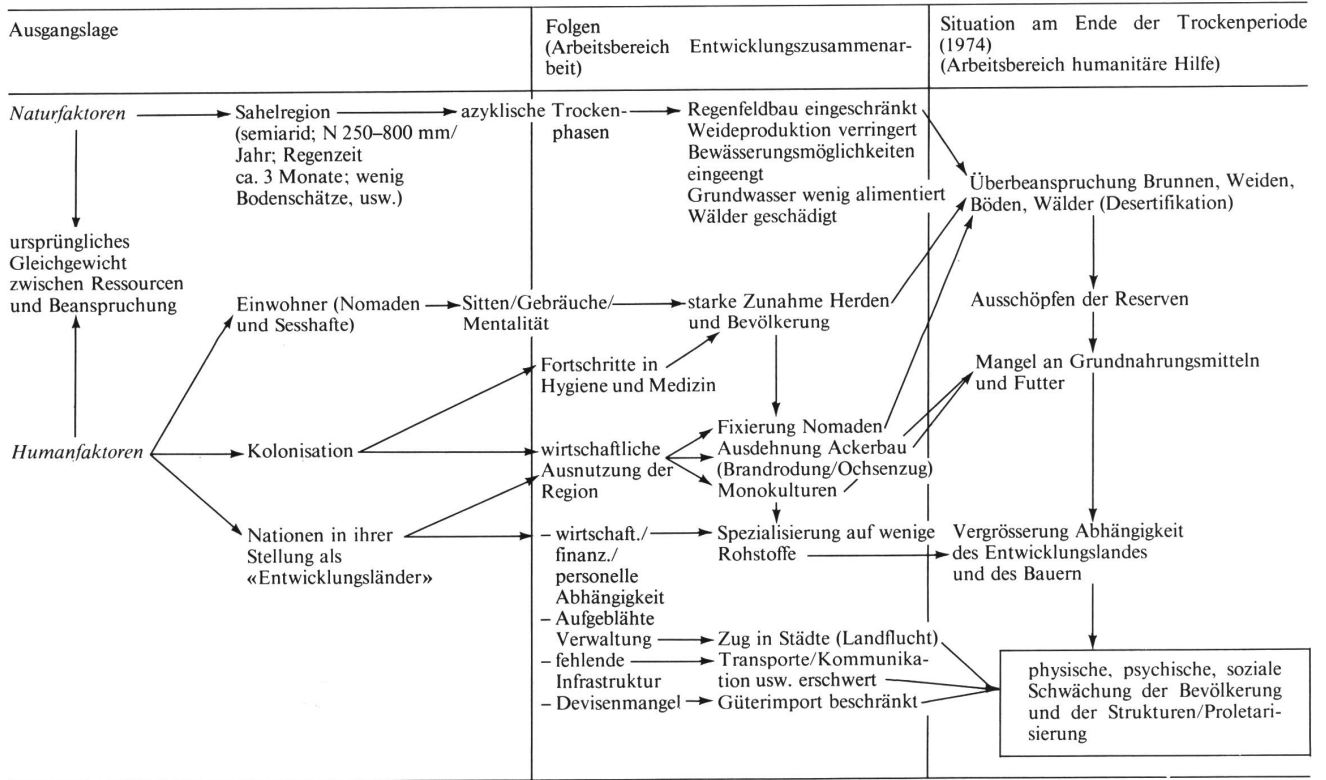 Ausgangslage
Folgen
(Arbeitsbereich Entwicklungszusammenar-
beit)
Situation am Ende der Trockenperiode
(1974)
(Arbeitsbereich humanitäre Hilfe)
Naturfaktoren
Sahelregion
(semiarid; N 250–800 mm/
Jahr; Regenzeit
ca. 3 Monate; wenig
Bodenschätze, usw.)
azyklische Trocken-
phasen
Regenfeldbau eingeschränkt
Weideproduktion verringert
Bewässerungsmöglichkeiten
eingeengt
Grundwasser wenig alimentiert
Wälder geschädigt
Überbeanspruchung Brunnen, Weiden,
Böden, Wälder (Desertifikation)
ursprüngliches
Gleichgewicht
zwischen Ressourcen
und Beanspruchung
Einwohner (Nomaden
und Sesshafte)
Sitten/Gebräuche/
Mentalität
starke Zunahme Herden
und Bevölkerung
Ausschöpfen der Reserven
Fortschritte in
Hygiene und Medizin
Mangel an Grundnahrungsmitteln
und Futter
Humanfaktoren
Kolonisation
wirtschaftliche
Ausnutzung der
Region
Fixierung Nomaden
Ausdehnung Ackerbau
(Brandrodung/Ochsenzug)
Monokulturen
Nationen in ihrer
Stellung als
«Entwicklungsländer»
– wirtschaft./
finanz./
personelle
Abhängigkeit
– Aufgeblähte
Verwaltung
– fehlende
Infrastruktur
– Devisenmangel
Spezialisierung auf wenige
Rohstoffe
Zug in Städte (Landflucht)
Transporte/Kommunika-
tion usw. erschwert
Güterimport beschränkt
Vergrösserung Abhängigkeit
des Entwicklungslandes
und des Bauern
physische, psychische, soziale
Schwächung der Bevölkerung
und der Strukturen/Proletari-
sierung